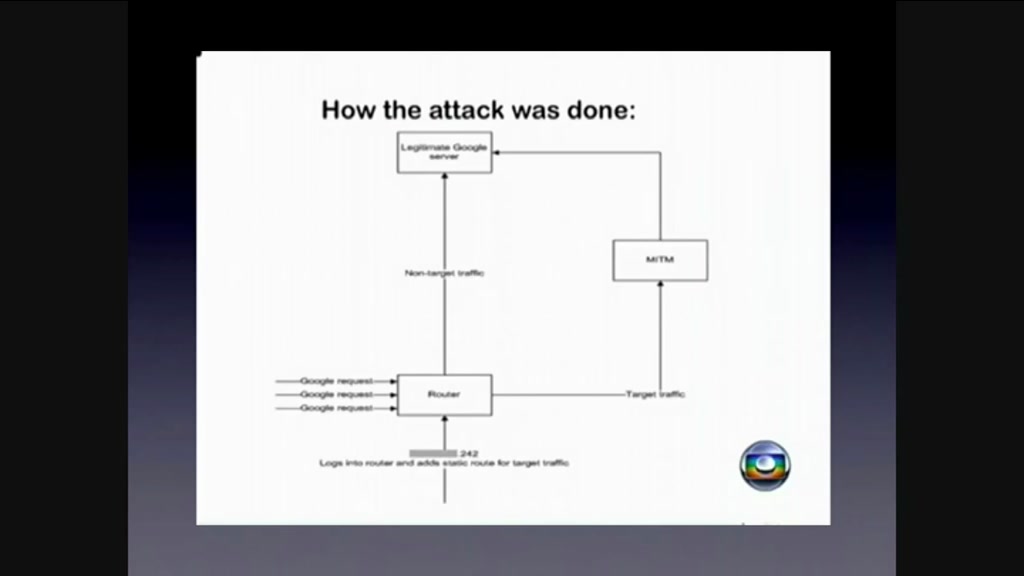 How the attack was done:
Legitimate Google
server
MITM
Non-target traffic
Google request
Google request
Google request
Router
Target traffic
.242
Logs into router and adds static route for target traffic